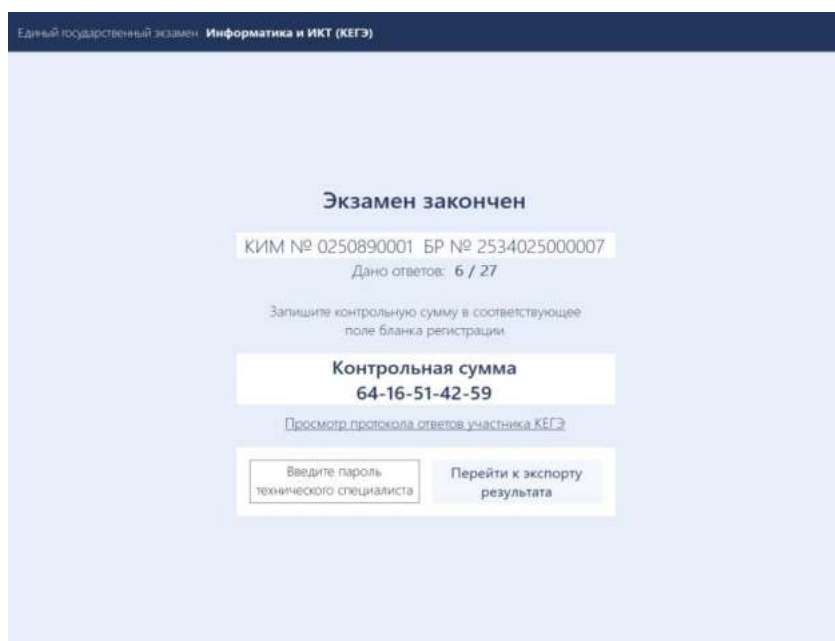 Единый государственный экзамен Информатика и ИКТ (КЕГЭ)
Экзамен закончен
КИМ № 0250890001 БР № 2534025000007
Дано ответов: 6 / 27
Запишите контрольную сумму в соответствующее
поле бланка регистрации
Контрольная сумма
64-16-51-42-59
Просмотр протокола ответов участника КЕГЭ
Введите пароль
технического специалиста
Перейти к экспорту
результата